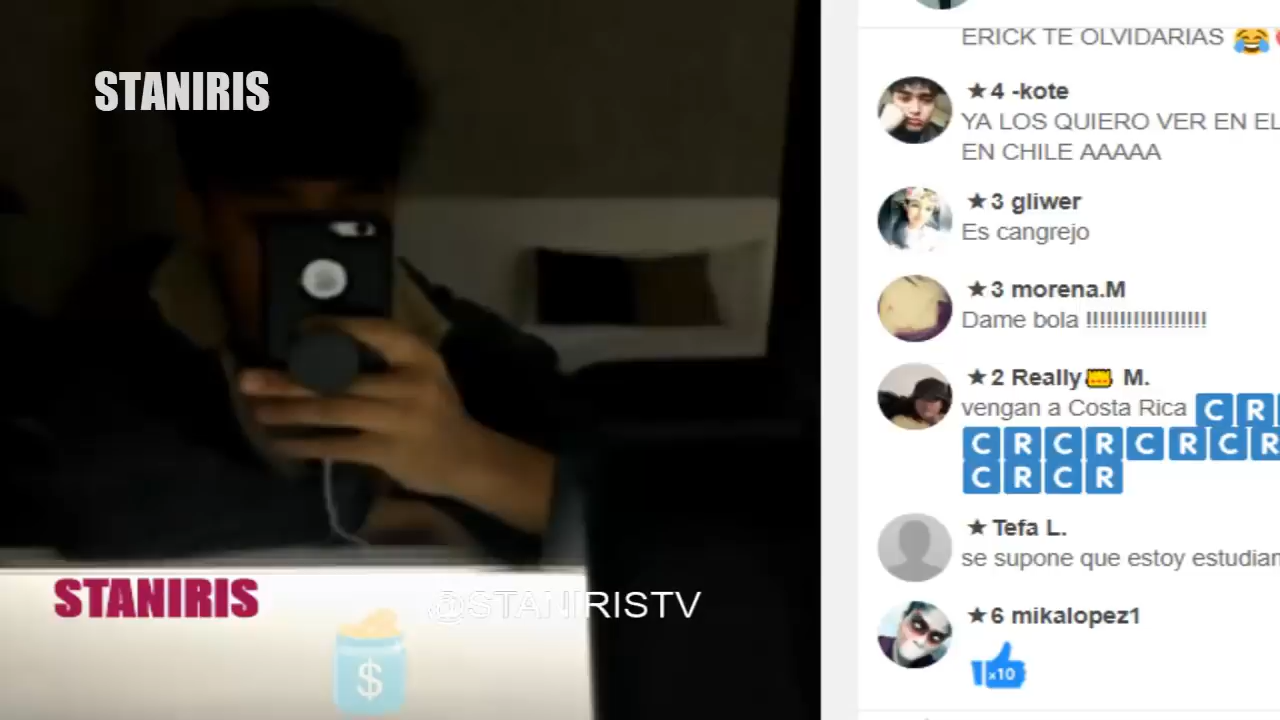 STANIRIS
STANIRIS
@STANIRISTV
$
ERICK TE OLVIDARIAS 😂
★4 -kote
YA LOS QUIERO VER EN EL
EN CHILE AAAAA
★3 gliwer
Es cangrejo
★3 morena.M
Dame bola !!!!!!!!!!!!!!!!!!
★2 Really M.
vengan a Costa Rica C R
C R C R C R C R
C R C R
★ Tefa L.
se supone que estoy estudian
★6 mikalopez1
x10